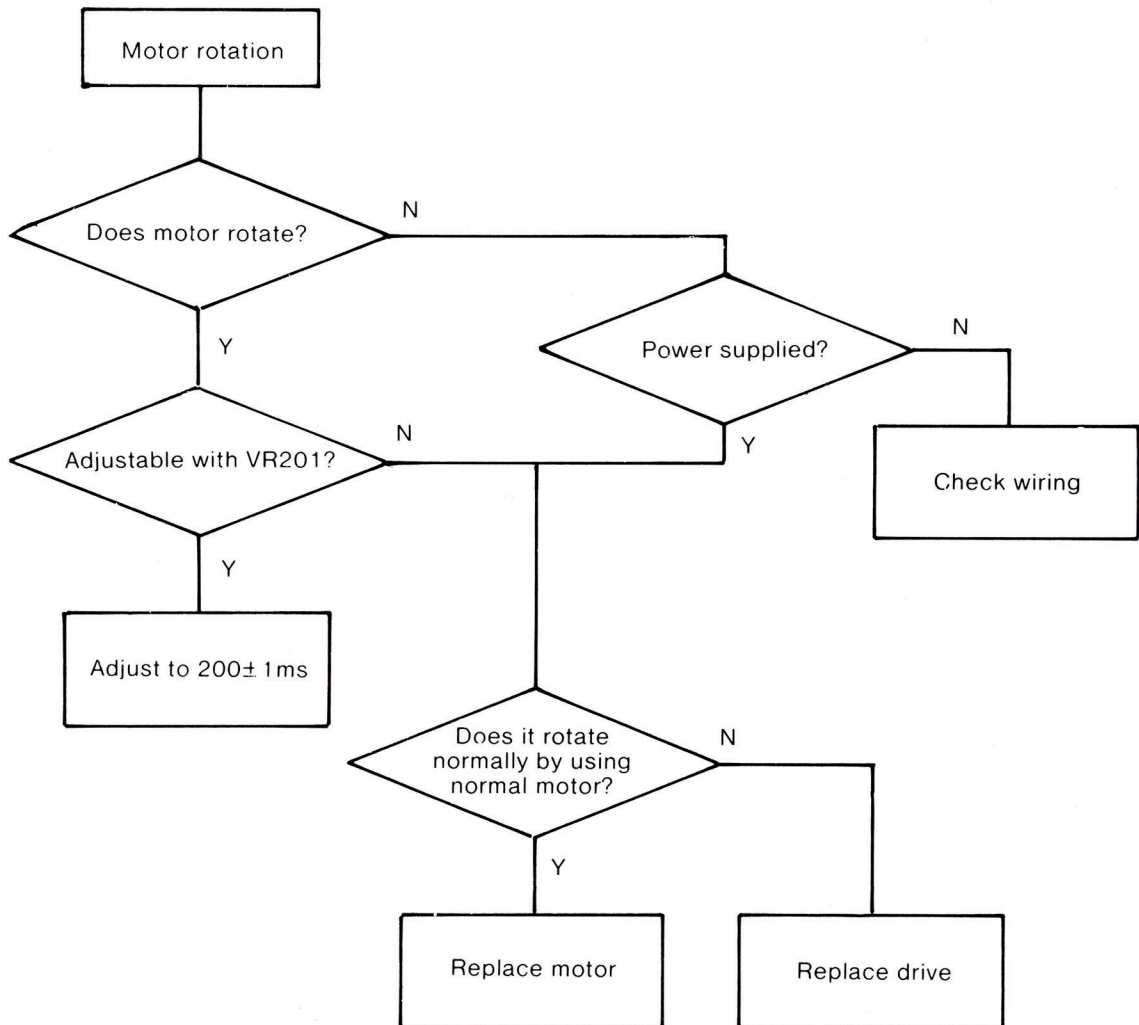 Motor rotation
Does motor rotate?
N
Y
Power supplied?
N
Y
Check wiring
Adjustable with VR201?
N
Y
Adjust to 200± 1ms
Does it rotate
normally by using
normal motor?
N
Y
Replace motor
Replace drive